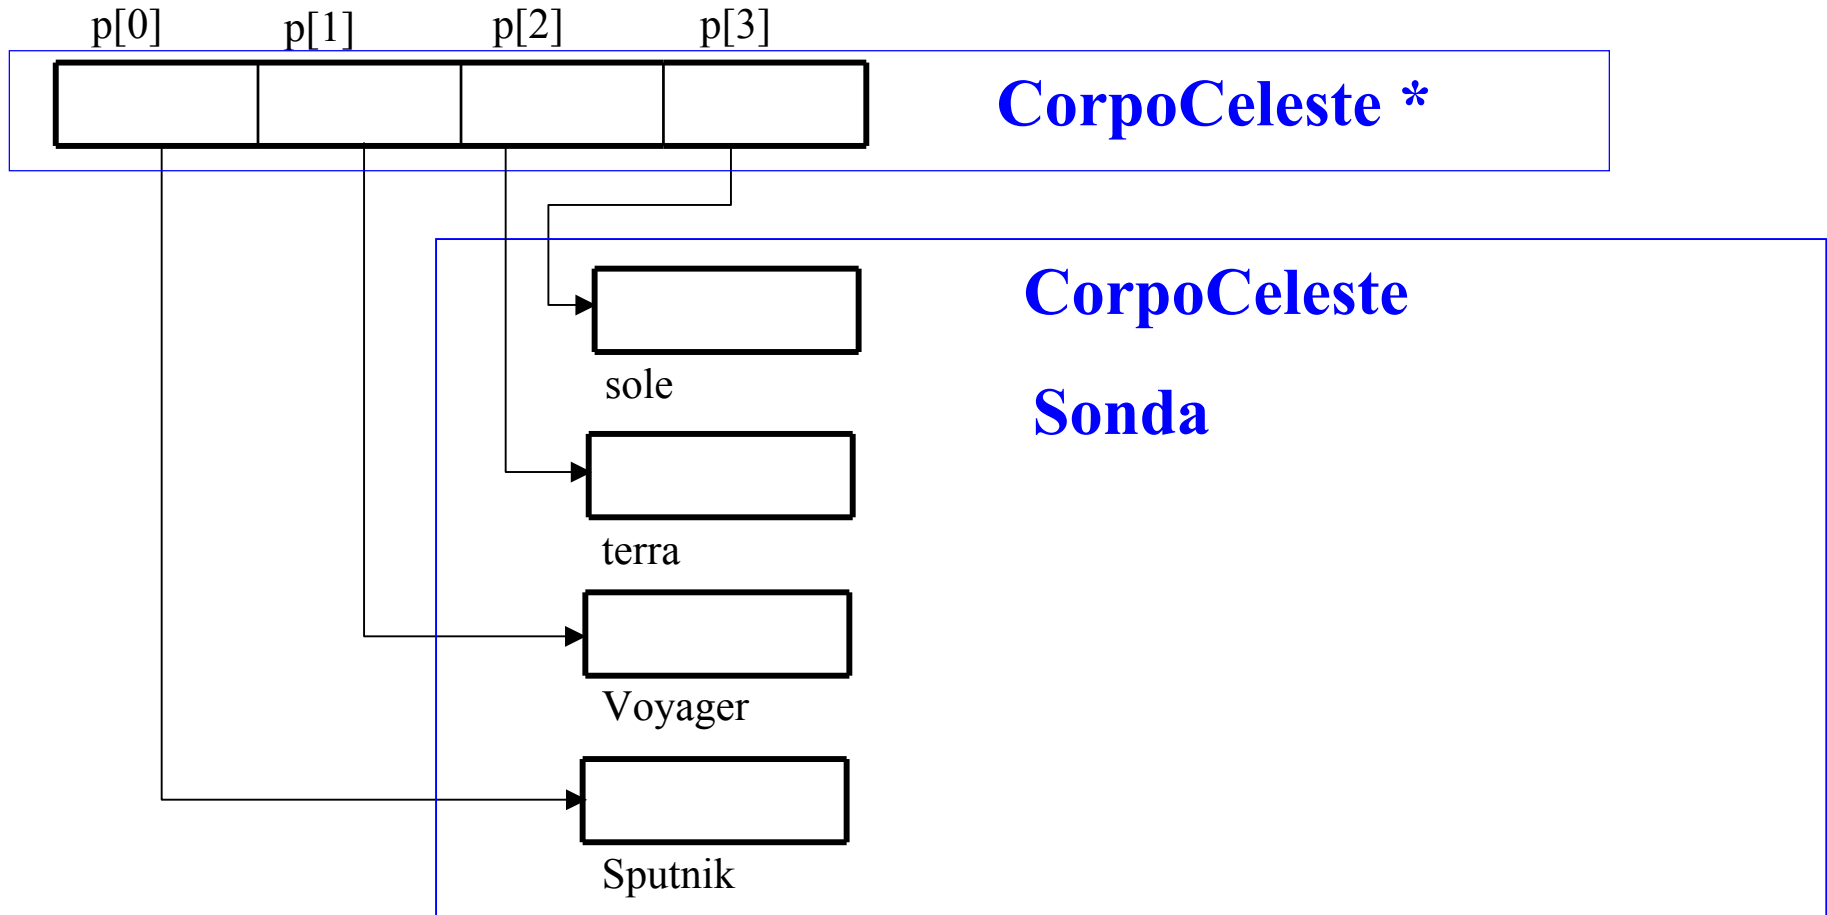 p[0] p[1] p[2] p[3]
CorpoCeleste *
CorpoCeleste
sole
Sonda
terra
Voyager
Sputnik